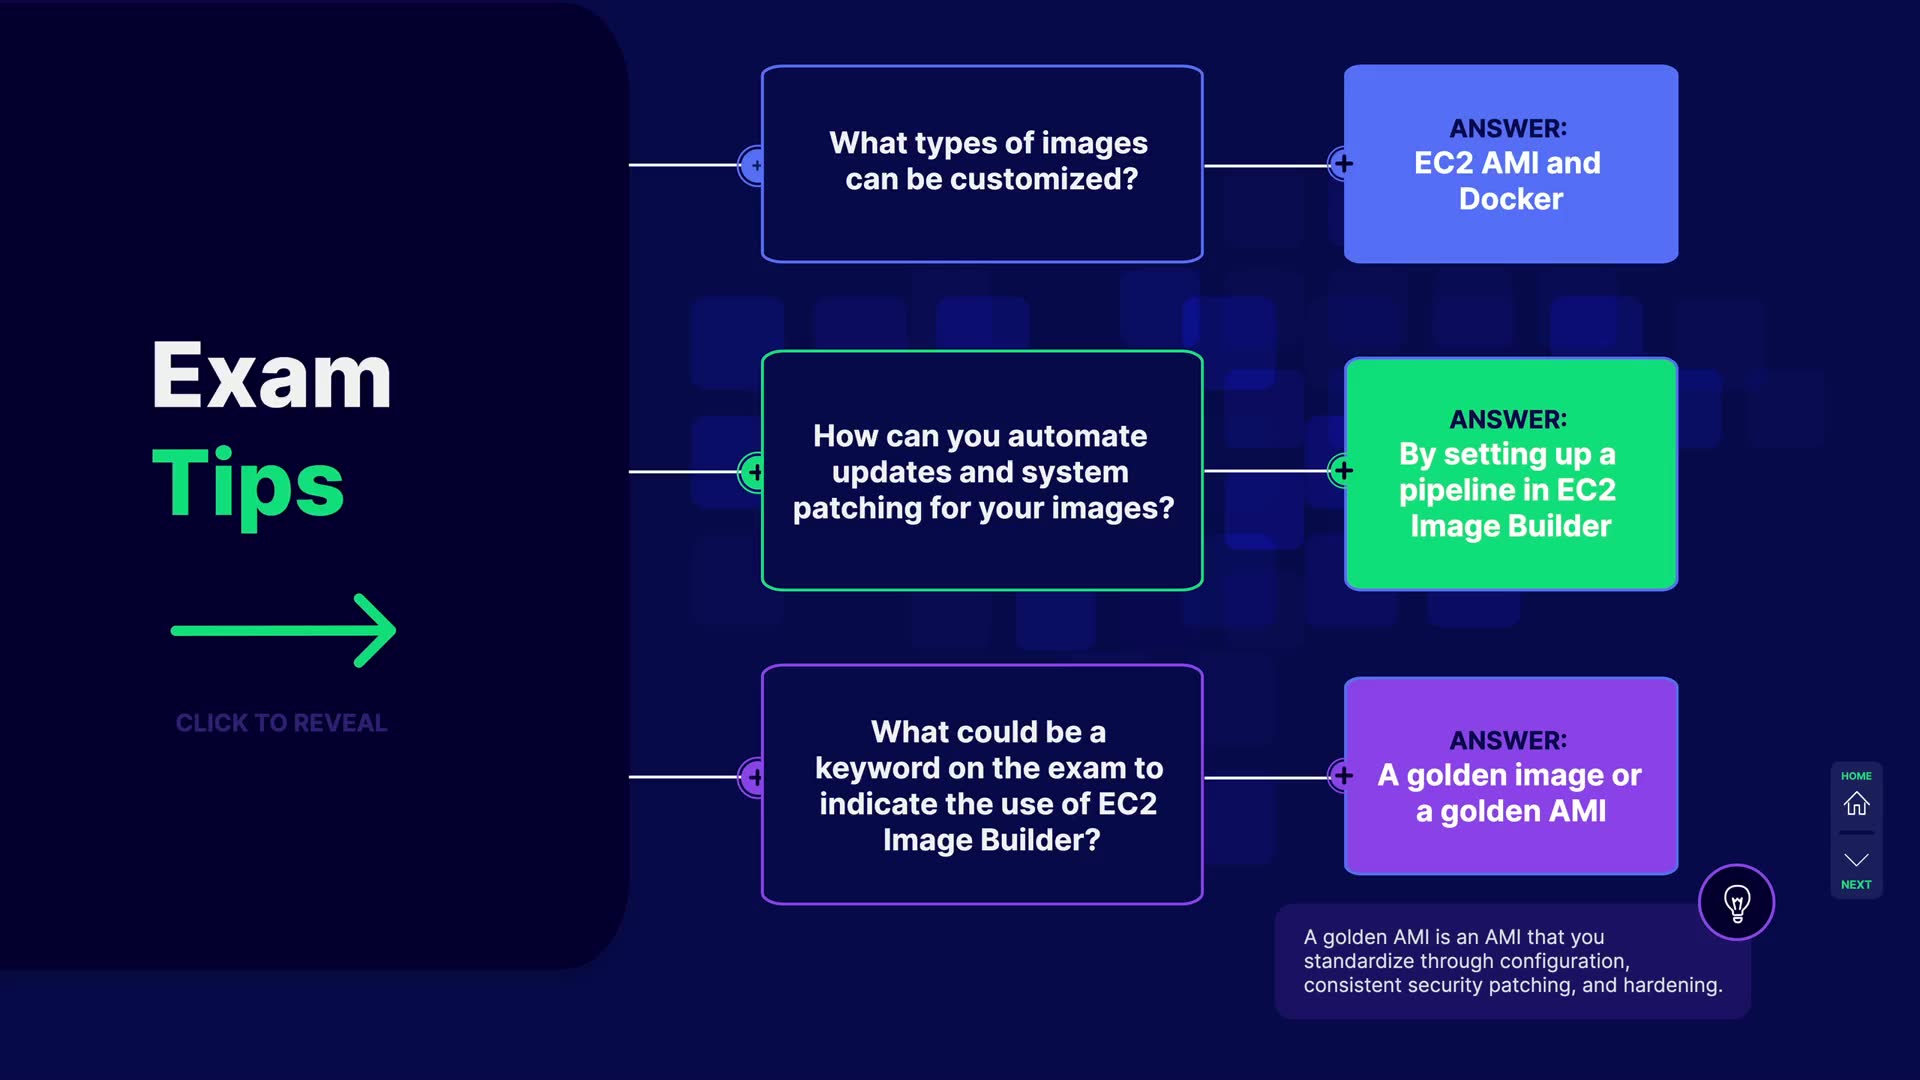 Exam
Tips
CLICK TO REVEAL
What types of images
can be customized?
ANSWER:
EC2 AMI and
Docker
How can you automate
updates and system
patching for your images?
ANSWER:
By setting up a
pipeline in EC2
Image Builder
What could be a
keyword on the exam to
indicate the use of EC2
Image Builder?
ANSWER:
A golden image or
a golden AMI
A golden AMI is an AMI that you
standardize through configuration,
consistent security patching, and hardening.
HOME
NEXT